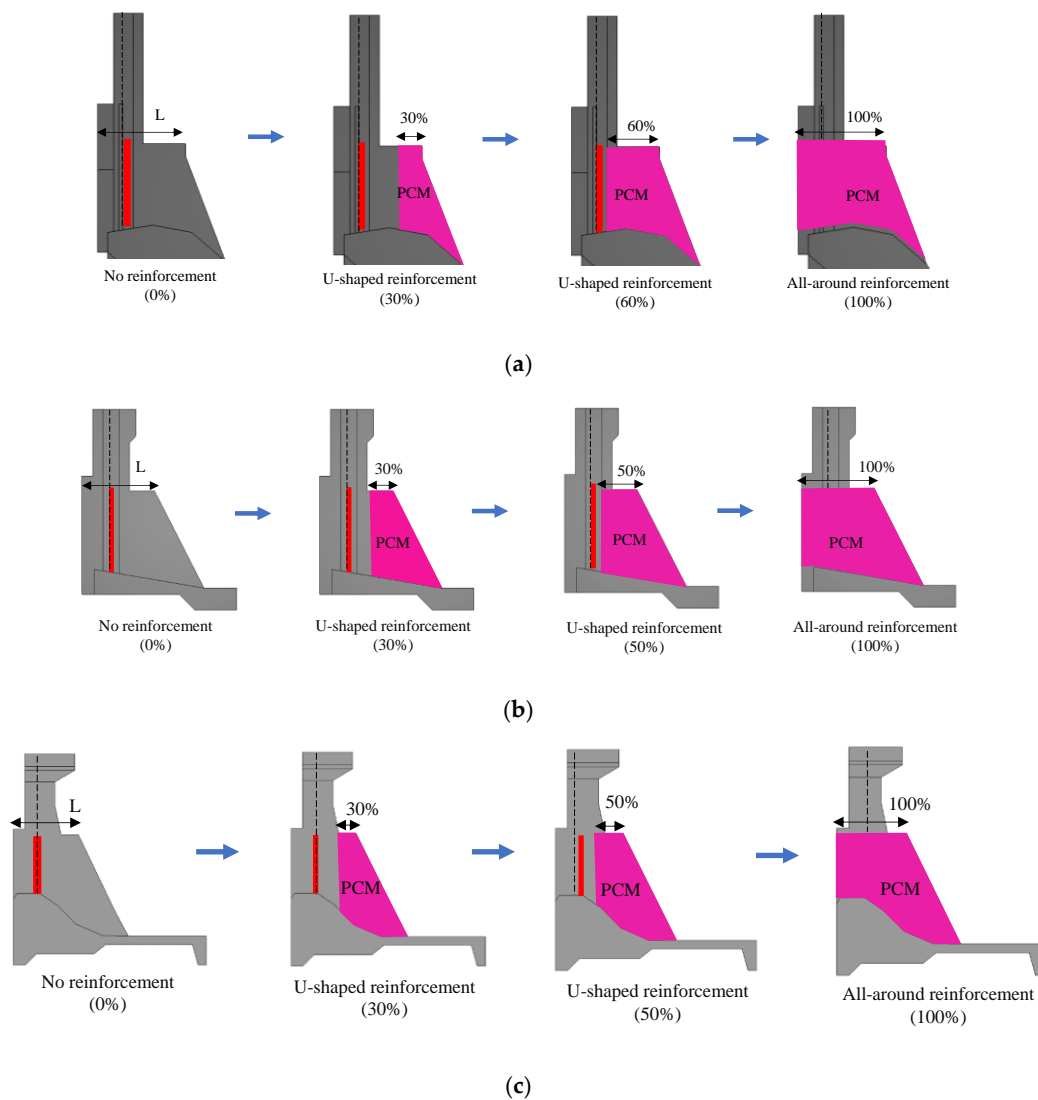 L
30%
60%
100%
PCM
PCM
PCM
No reinforcement
(0%)
U-shaped reinforcement
(30%)
U-shaped reinforcement
(60%)
All-around reinforcement
(100%)
(a)
L
30%
50%
100%
PCM
PCM
PCM
No reinforcement
(0%)
U-shaped reinforcement
(30%)
U-shaped reinforcement
(50%)
All-around reinforcement
(100%)
(b)
L
30%
50%
100%
PCM
PCM
PCM
No reinforcement
(0%)
U-shaped reinforcement
(30%)
U-shaped reinforcement
(50%)
All-around reinforcement
(100%)
(c)